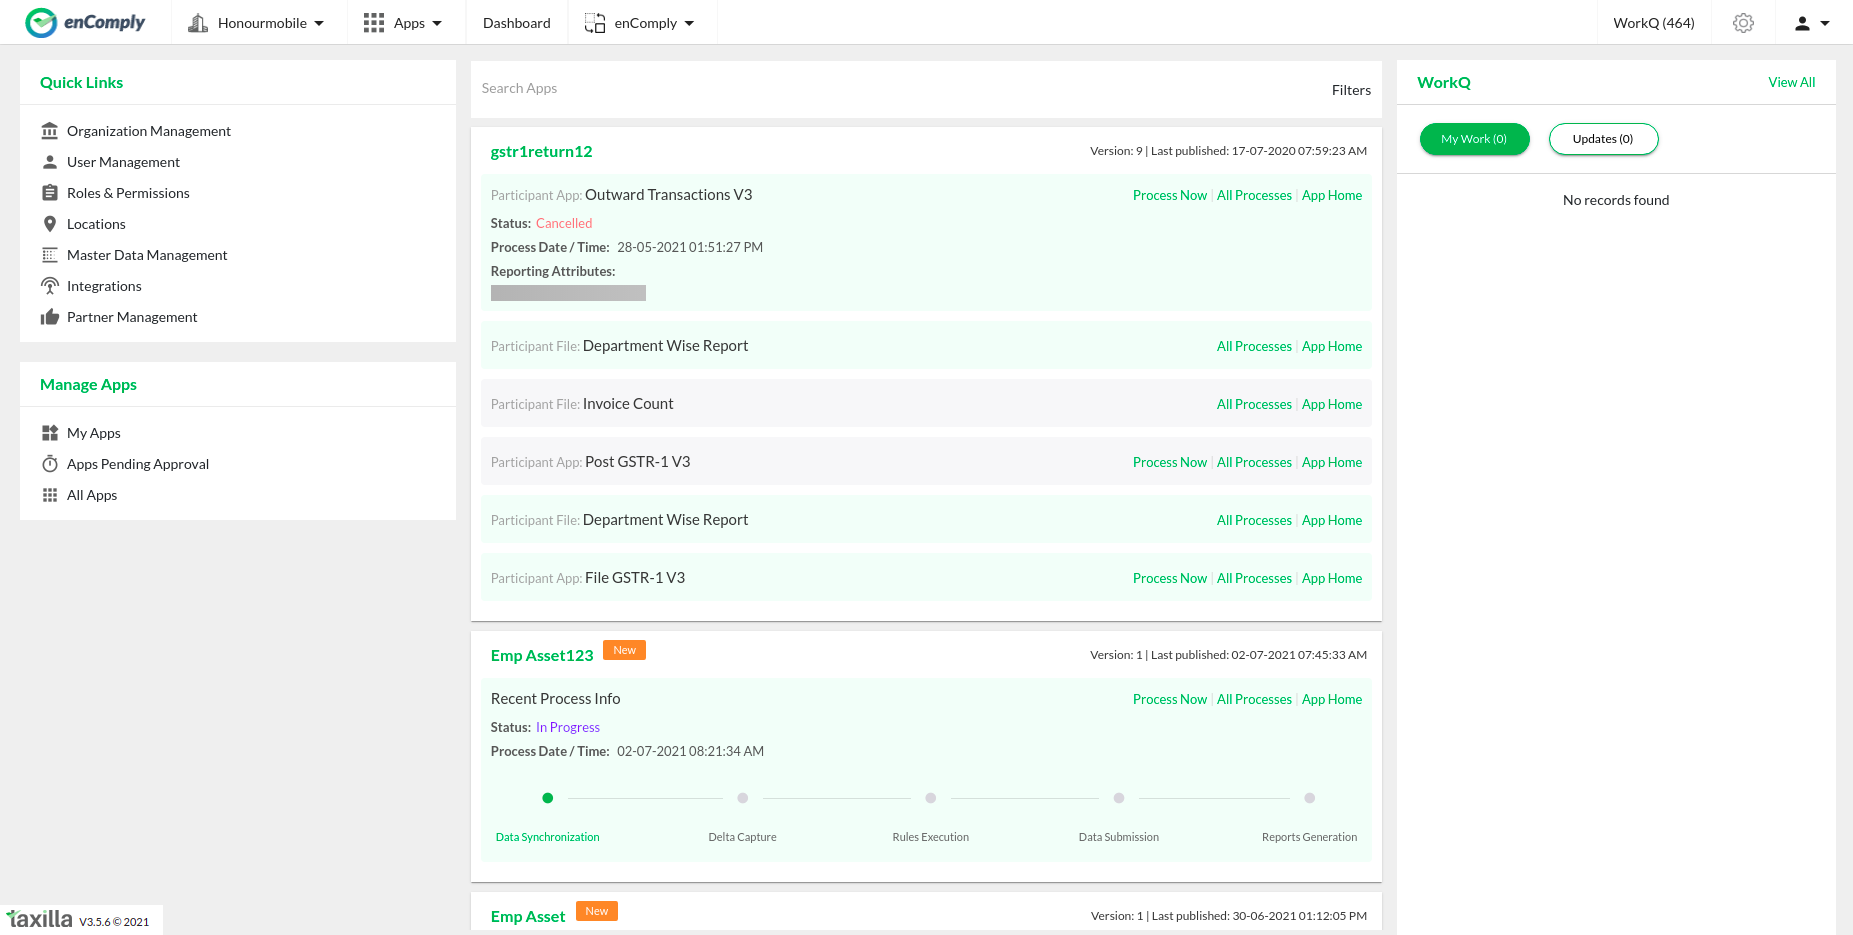 enComply Honourmobile Apps Dashboard enComply WorkQ (464)
Quick Links
Organization Management
User Management
Roles & Permissions
Locations
Master Data Management
Integrations
Partner Management
Manage Apps
My Apps
Apps Pending Approval
All Apps
Search Apps Filters
gstr1return12 Version: 9 | Last published: 17-07-2020 07:59:23 AM
Participant App: Outward Transactions V3 Process Now | All Processes | App Home
Status: Cancelled
Process Date / Time: 28-05-2021 01:51:27 PM
Reporting Attributes:
Participant File: Department Wise Report All Processes | App Home
Participant File: Invoice Count All Processes | App Home
Participant App: Post GSTR-1 V3 Process Now | All Processes | App Home
Participant File: Department Wise Report All Processes | App Home
Participant App: File GSTR-1 V3 Process Now | All Processes | App Home
Emp Asset123 New Version: 1 | Last published: 02-07-2021 07:45:33 AM
Recent Process Info Process Now | All Processes | App Home
Status: In Progress
Process Date / Time: 02-07-2021 08:21:34 AM
Data Synchronization Delta Capture Rules Execution Data Submission Reports Generation
Emp Asset New Version: 1 | Last published: 30-06-2021 01:12:05 PM
WorkQ View All
My Work (0) Updates (0)
No records found
taxilla V3.5.6 © 2021